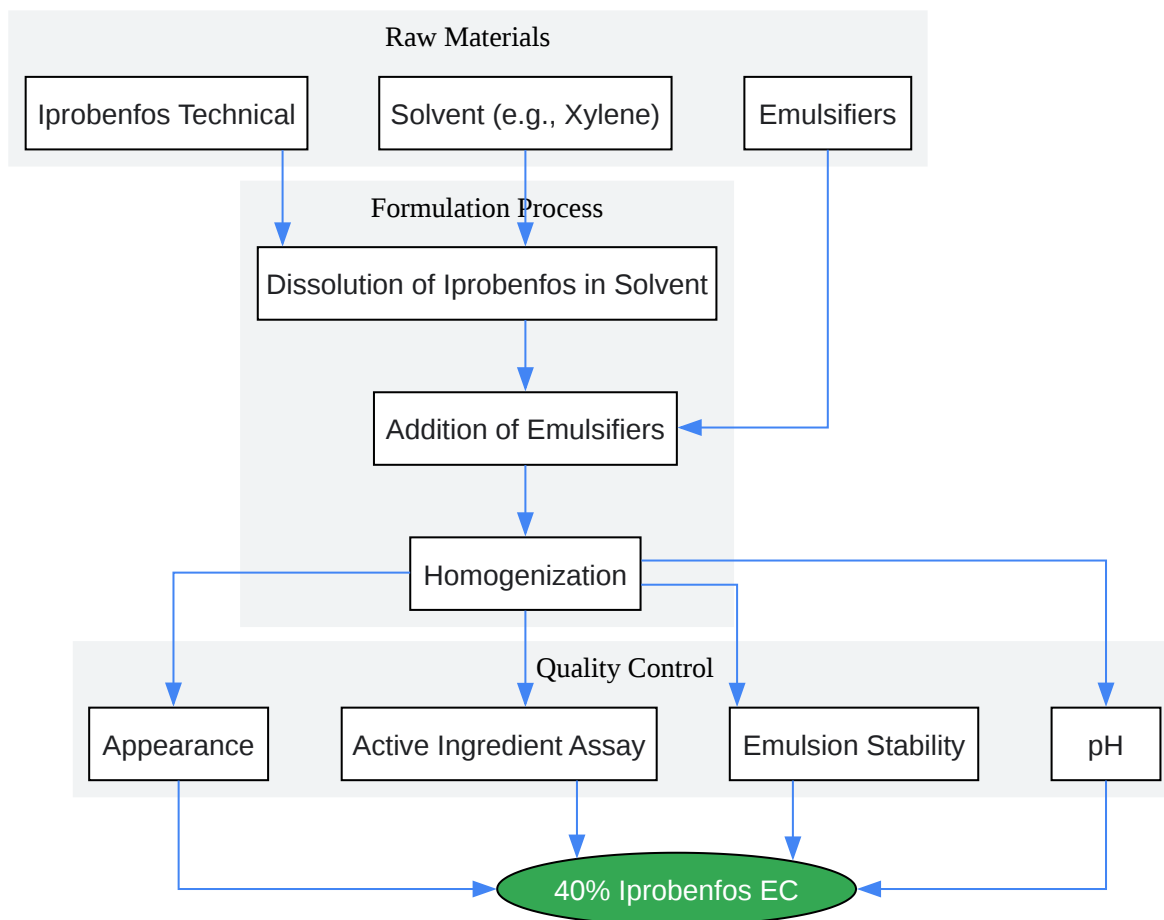 Raw Materials
Iprobenfos Technical
Solvent (e.g., Xylene)
Emulsifiers
Formulation Process
Dissolution of Iprobenfos in Solvent
Addition of Emulsifiers
Homogenization
Quality Control
Appearance
Active Ingredient Assay
Emulsion Stability
pH
40% Iprobenfos EC